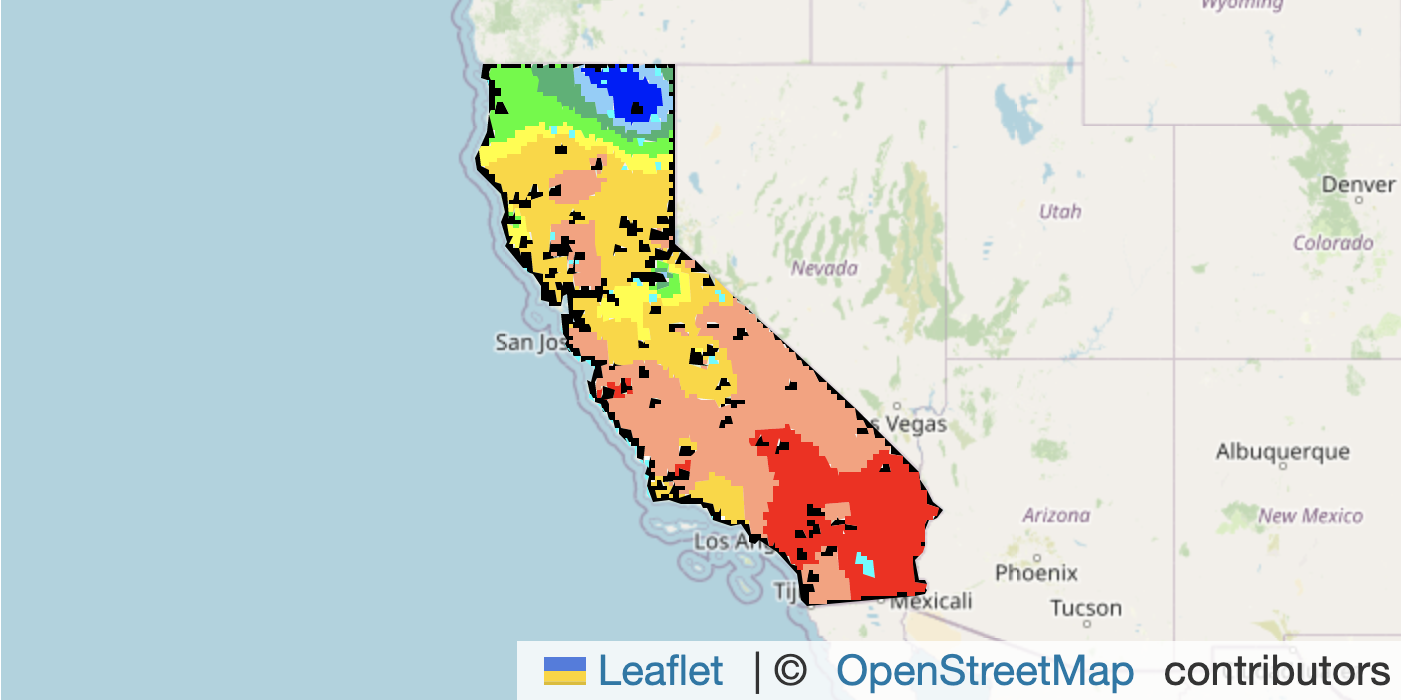 Wyoming
Denver
Utah
Colorado
Nevada
San Jos
s Vegas
Albuquerque
Arizona
New Mexico
Los Ang
Phoenix
Tij
Mexicali
Tucson
Leaflet | © OpenStreetMap contributors